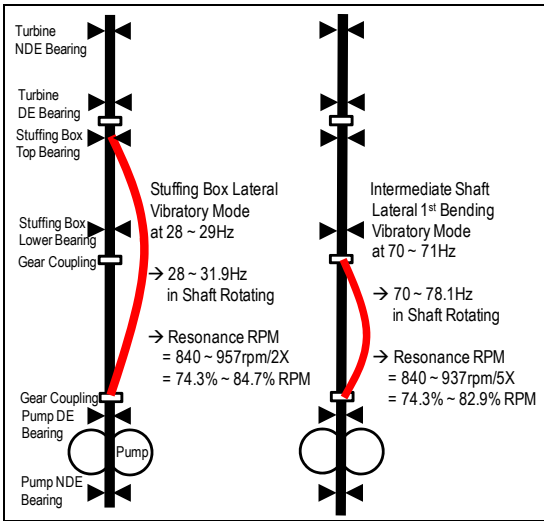 Turbine
NDE Bearing
Turbine
DE Bearing
Stuffing Box
Top Bearing
Stuffing Box
Lower Bearing
Gear Coupling
Gear Coupling
Pump DE
Bearing
Pump
Pump NDE
Bearing
Stuffing Box Lateral
Vibratory Mode
at 28 ~ 29Hz
→ 28 ~ 31.9Hz
in Shaft Rotating
→ Resonance RPM
= 840 ~ 957rpm/2X
= 74.3% ~ 84.7% RPM
Intermediate Shaft
Lateral 1st Bending
Vibratory Mode
at 70 ~ 71Hz
→ 70 ~ 78.1Hz
in Shaft Rotating
→ Resonance RPM
= 840 ~ 937rpm/5X
= 74.3% ~ 82.9% RPM